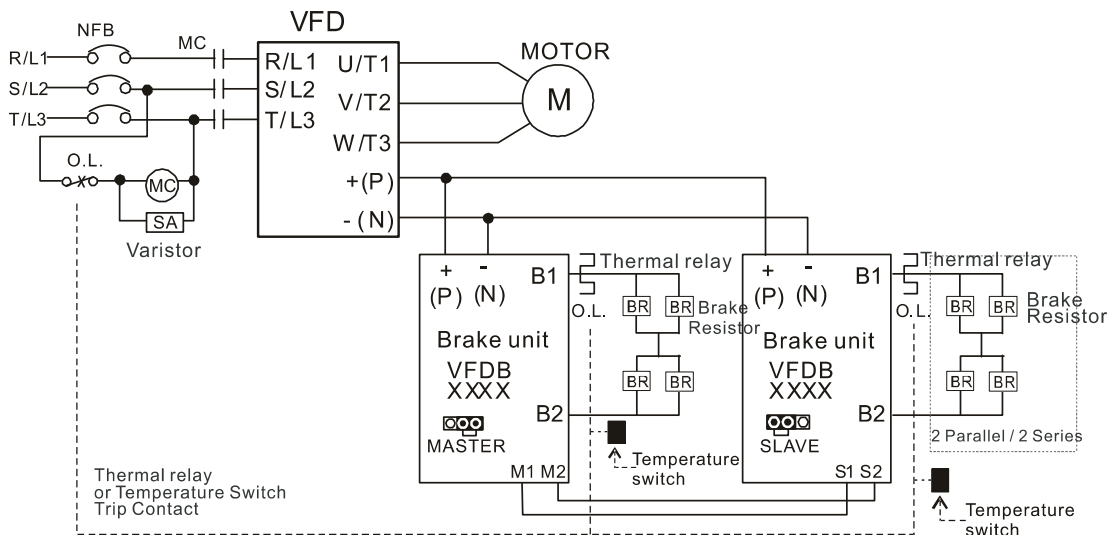 VFD
NFB
MC
R/L1
S/L2
T/L3
R/L1
S/L2
T/L3
U/T1
V/T2
W/T3
+(P)
-(N)
MOTOR
M
O.L.
MC
SA
Varistor
+
(P)
-
(N)
B1
Brake unit
VFDB
XXXX
MASTER
B2
M1 M2
Thermal relay
O.L.
BR
BR
Brake
Resistor
BR
BR
Temperature
switch
+
(P)
-
(N)
B1
Brake unit
VFDB
XXXX
SLAVE
B2
S1 S2
Thermal relay
O.L.
BR
BR
Brake
Resistor
BR
BR
2 Parallel / 2 Series
Temperature
switch
Thermal relay
or Temperature Switch
Trip Contact